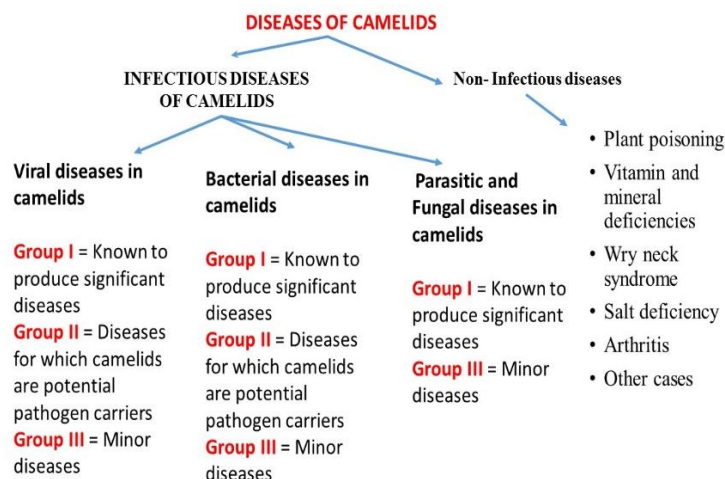 DISEASES OF CAMELIDS
INFECTIOUS DISEASES
OF CAMELIDS
Non- Infectious diseases
Viral diseases in
camelids
Group I = Known to
produce significant
diseases
Group II = Diseases
for which camelids
are potential
pathogen carriers
Group III = Minor
diseases
Bacterial diseases in
camelids
Group I = Known to
produce significant
diseases
Group II = Diseases
for which camelids
are potential
pathogen carriers
Group III = Minor
diseases
Parasitic and
Fungal diseases in
camelids
Group I = Known to
produce significant
diseases
Group III = Minor
diseases
• Plant poisoning
• Vitamin and
mineral
deficiencies
• Wry neck
syndrome
• Salt deficiency
• Arthritis
• Other cases